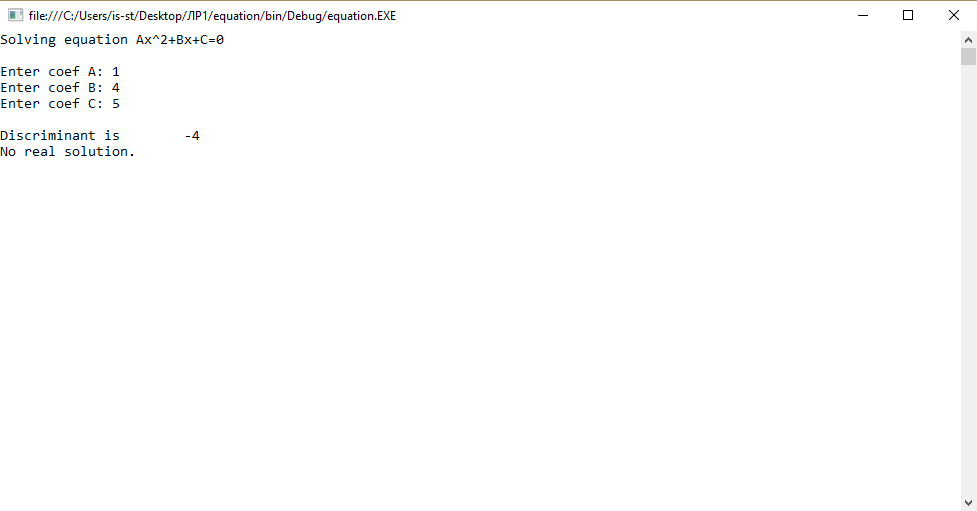 file:///C:/Users/is-st/Desktop/ЛР1/equation/bin/Debug/equation.EXE
Solving equation Ax^2+Bx+C=0
Enter coef A: 1
Enter coef B: 4
Enter coef C: 5
Discriminant is        -4
No real solution.